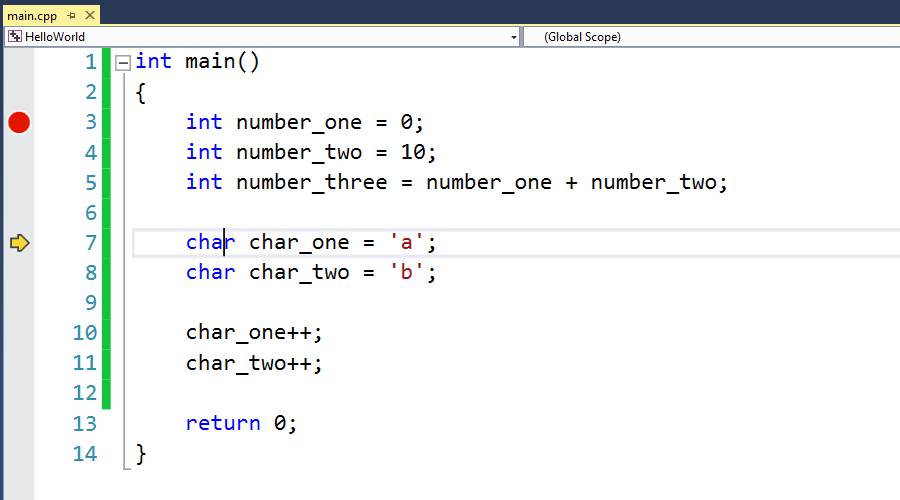 main.cpp
HelloWorld (Global Scope)
1 int main()
2 {
3 int number_one = 0;
4 int number_two = 10;
5 int number_three = number_one + number_two;
6
7 char char_one = 'a';
8 char char_two = 'b';
9
10 char_one++;
11 char_two++;
12
13 return 0;
14 }